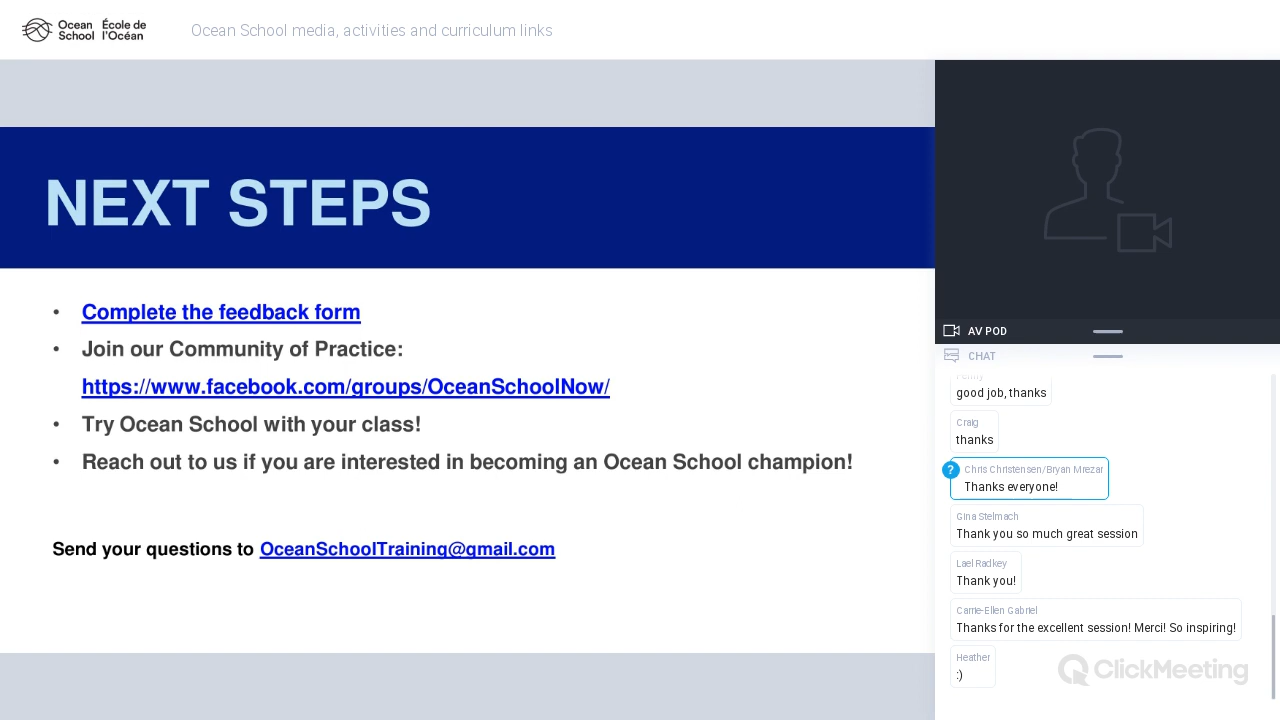 Ocean School École de l'Océan
Ocean School media, activities and curriculum links
NEXT STEPS
• Complete the feedback form
• Join our Community of Practice:
https://www.facebook.com/groups/OceanSchoolNow/
• Try Ocean School with your class!
• Reach out to us if you are interested in becoming an Ocean School champion!
Send your questions to OceanSchoolTraining@gmail.com
AV POD
CHAT
good job, thanks
Craig
thanks
?
Chris Christensen/Bryan Mrezar
Thanks everyone!
Gina Stelmach
Thank you so much great session
Lael Radkey
Thank you!
Carrie-Ellen Gabriel
Thanks for the excellent session! Merci! So inspiring!
Heather
:)
ClickMeeting